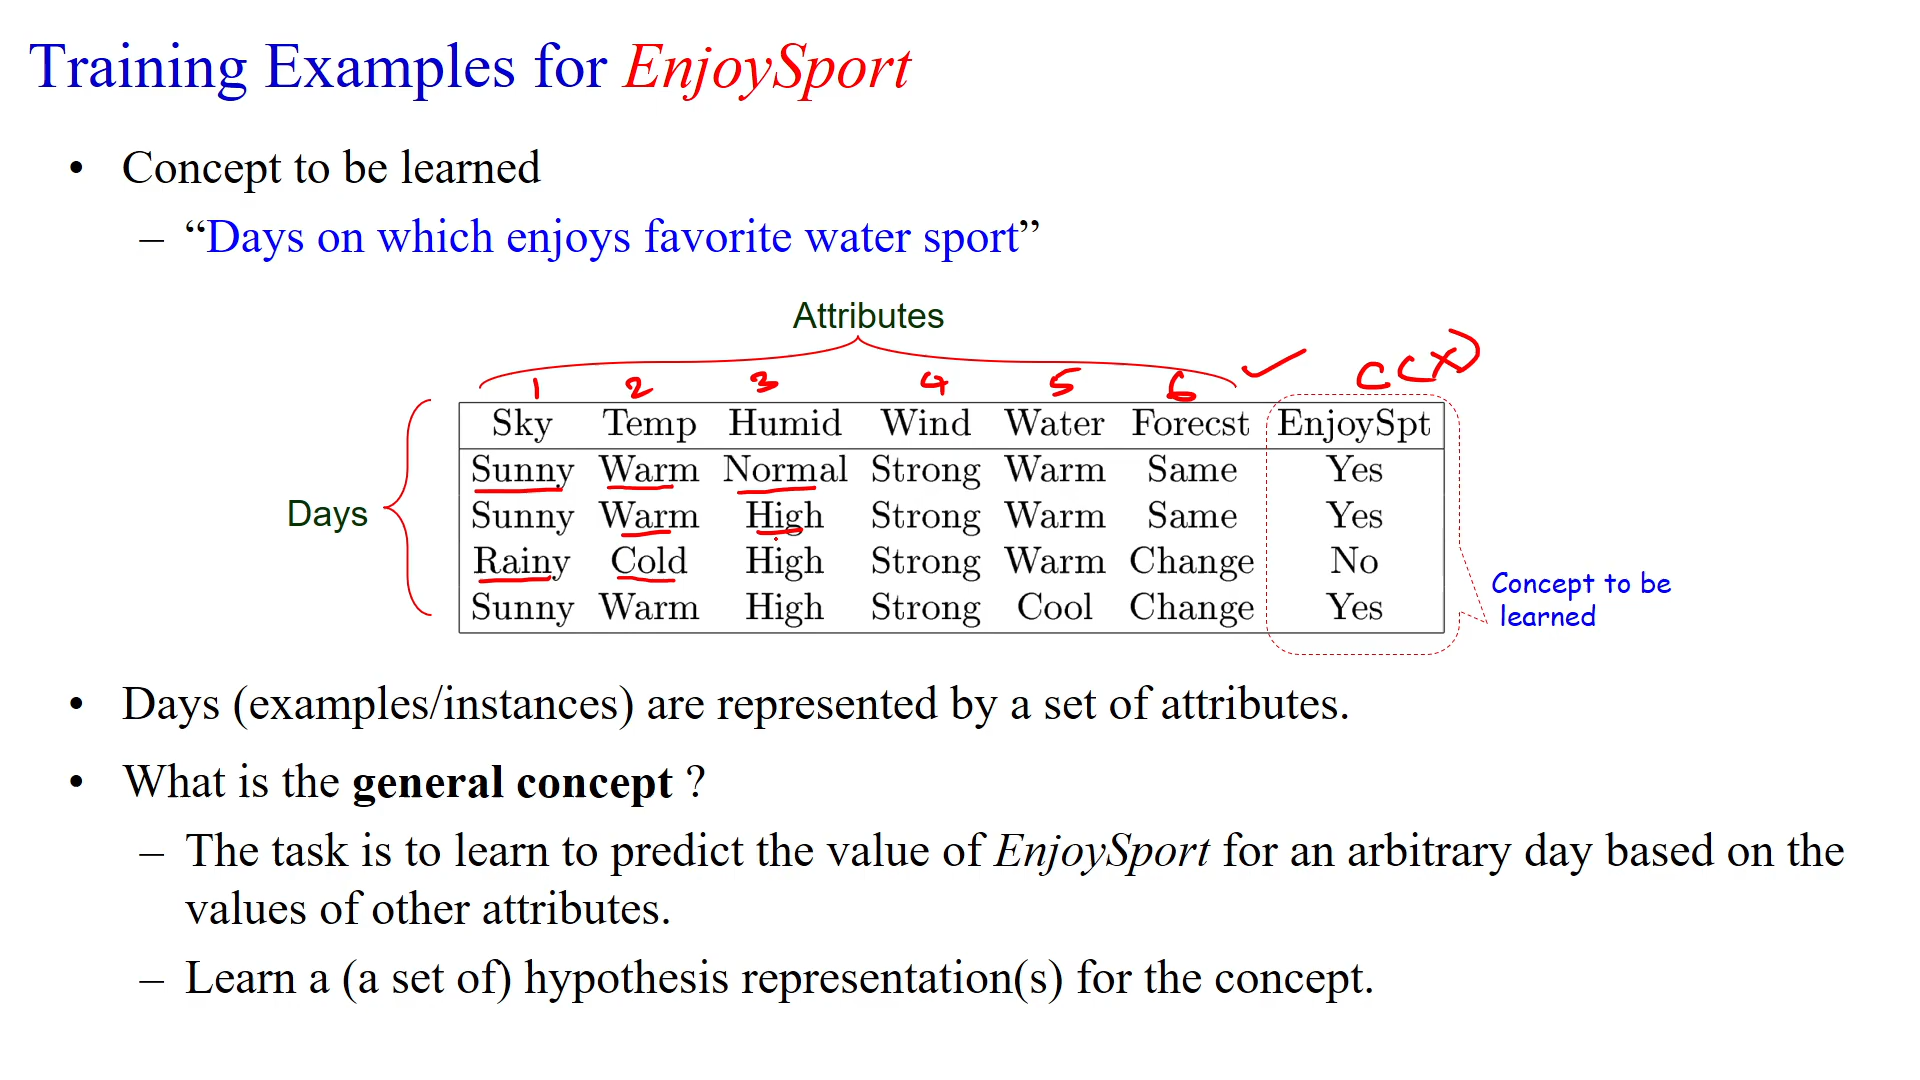 Training Examples for EnjoySport
• Concept to be learned
– “Days on which enjoys favorite water sport”
Attributes
1 2 3 4 5 6 ✓ C(x)
Sky Temp Humid Wind Water Forecst EnjoySpt
Sunny Warm Normal Strong Warm Same Yes
Sunny Warm High Strong Warm Same Yes
Days
Rainy Cold High Strong Warm Change No
Sunny Warm High Strong Cool Change Yes
Concept to be
learned
• Days (examples/instances) are represented by a set of attributes.
• What is the general concept ?
– The task is to learn to predict the value of EnjoySport for an arbitrary day based on the
values of other attributes.
– Learn a (a set of) hypothesis representation(s) for the concept.